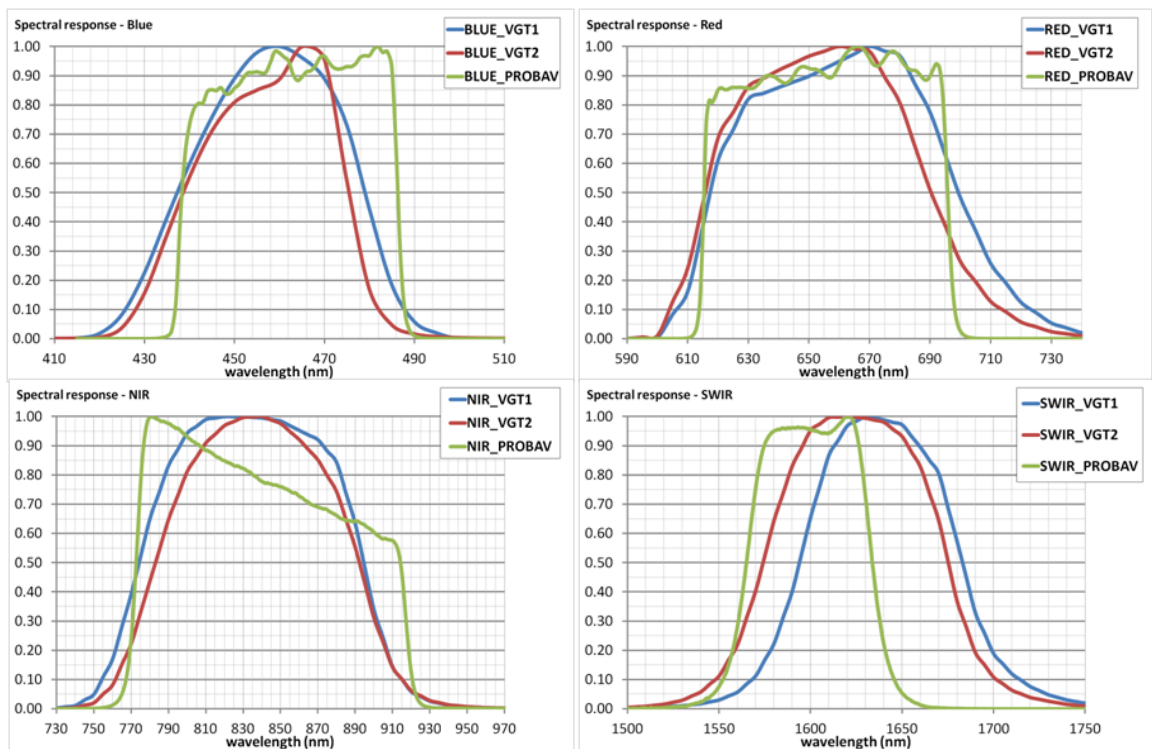 Spectral response - Blue
BLUE_VGT1
BLUE_VGT2
BLUE_PROBAV
1.00
0.90
0.80
0.70
0.60
0.50
0.40
0.30
0.20
0.10
0.00
410 430 450 470 490 510
wavelength (nm)
Spectral response - Red
RED_VGT1
RED_VGT2
RED_PROBAV
1.00
0.90
0.80
0.70
0.60
0.50
0.40
0.30
0.20
0.10
0.00
590 610 630 650 670 690 710 730
wavelength (nm)
Spectral response - NIR
NIR_VGT1
NIR_VGT2
NIR_PROBAV
1.00
0.90
0.80
0.70
0.60
0.50
0.40
0.30
0.20
0.10
0.00
730 750 770 790 810 830 850 870 890 910 930 950 970
wavelength (nm)
Spectral response - SWIR
SWIR_VGT1
SWIR_VGT2
SWIR_PROBAV
1.00
0.90
0.80
0.70
0.60
0.50
0.40
0.30
0.20
0.10
0.00
1500 1550 1600 1650 1700 1750
wavelength (nm)